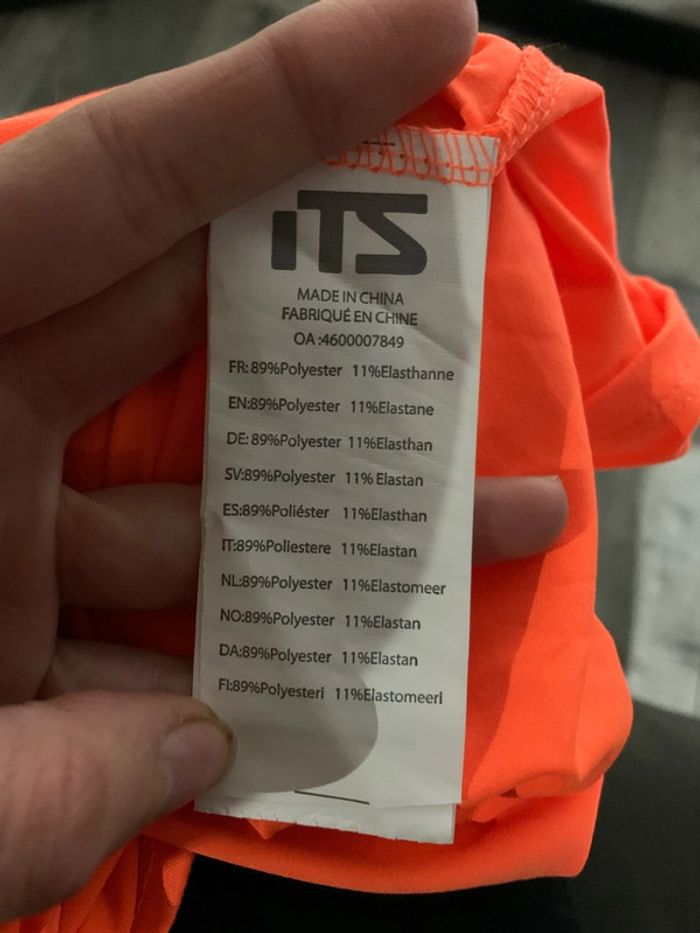 iTS
MADE IN CHINA
FABRIQUÉ EN CHINE
OA :4600007849
FR: 89%Polyester 11%Elasthanne
EN:89%Polyester 11%Elastane
DE: 89%Polyester 11%Elasthan
SV:89%Polyester 11% Elastan
ES:89%Poliéster 11%Elasthan
IT:89%Poliestere 11%Elastan
NL:89%Polyester 11%Elastomeer
NO:89%Polyester 11%Elastan
DA:89%Polyester 11%Elastan
FI:89%Polyesteri 11%Elastomeeri